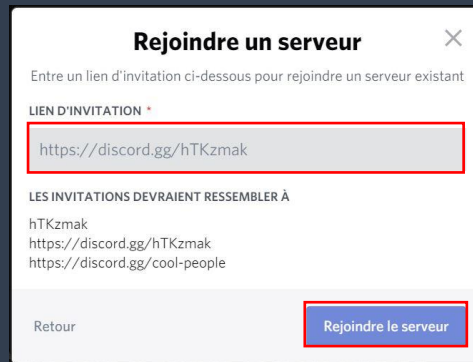 Rejoindre un serveur
Entre un lien d'invitation ci-dessous pour rejoindre un serveur existant
LIEN D'INVITATION *
https://discord.gg/hTKzmak
LES INVITATIONS DEVRAIENT RESSEMBLER À
hTKzmak
https://discord.gg/hTKzmak
https://discord.gg/cool-people
Retour
Rejoindre le serveur